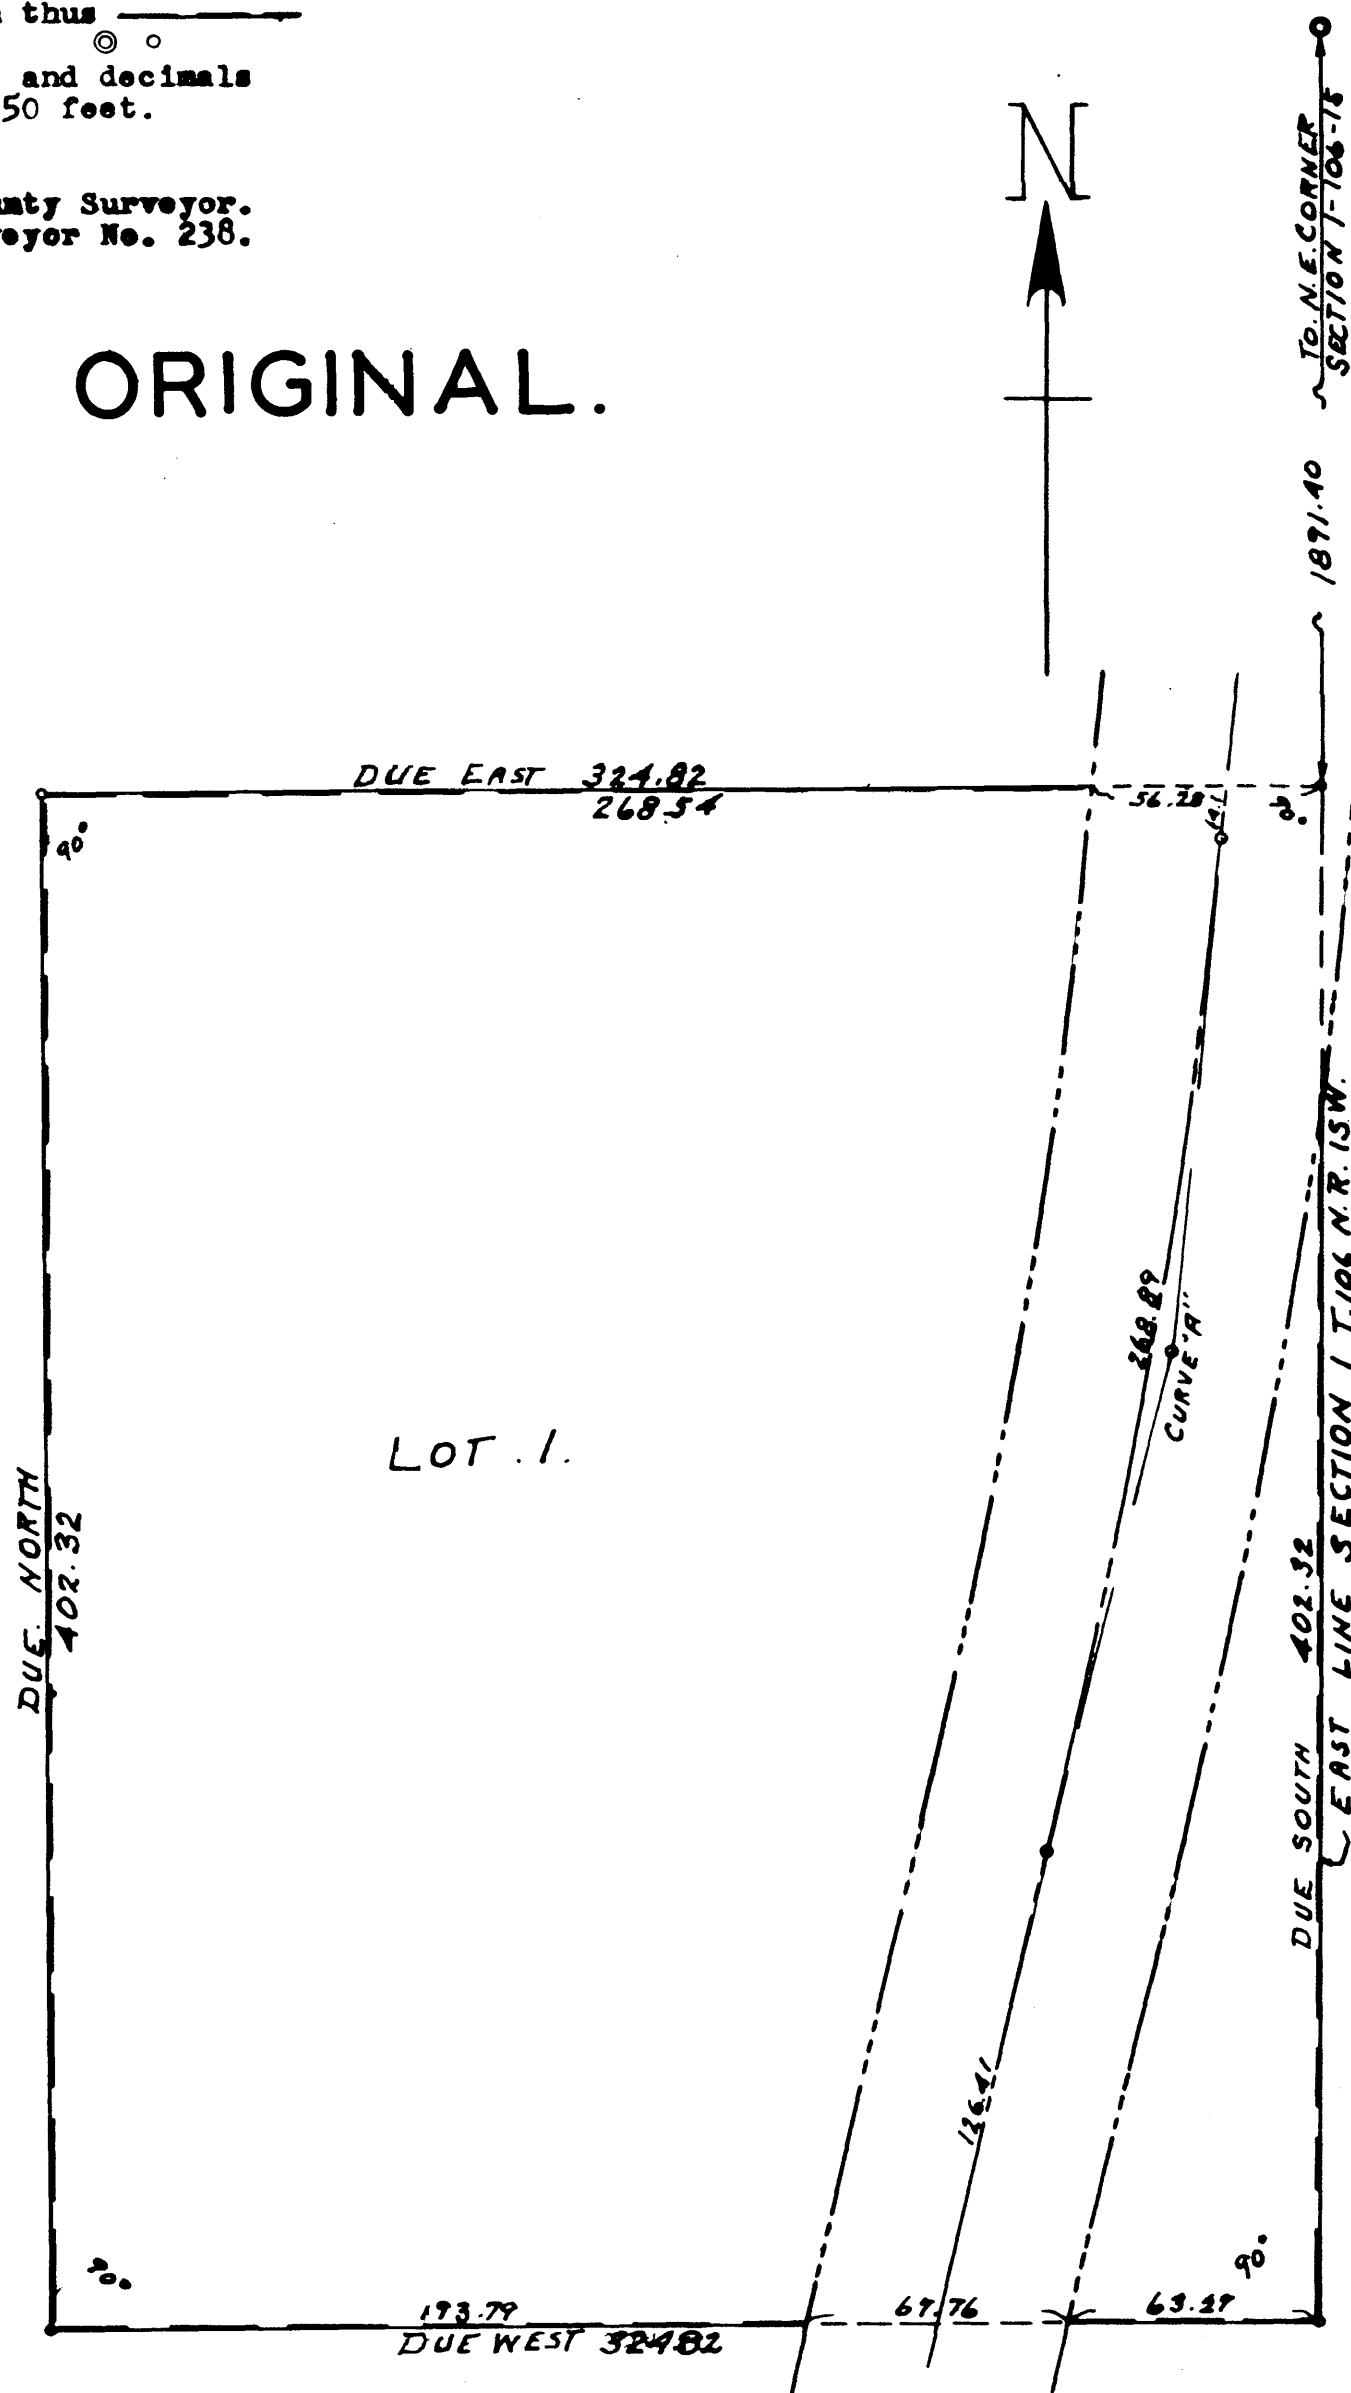 thus
and decimals
50 feet.
nty Surveyor.
eyor No. 238.
N
ORIGINAL.
TO. N.E. CORNER
SECTION 1-106-15
1891.40
DUE EAST 324.82
268.54
56.28
14.1
90°
90°
268.89
CURVE "A"
LOT. 1.
DUE NORTH
402.32
EAST LINE SECTION 1 T.106 N.R. 15W.
DUE SOUTH 402.32
126.41
90°
90°
193.79
67.76
DUE WEST 324.82